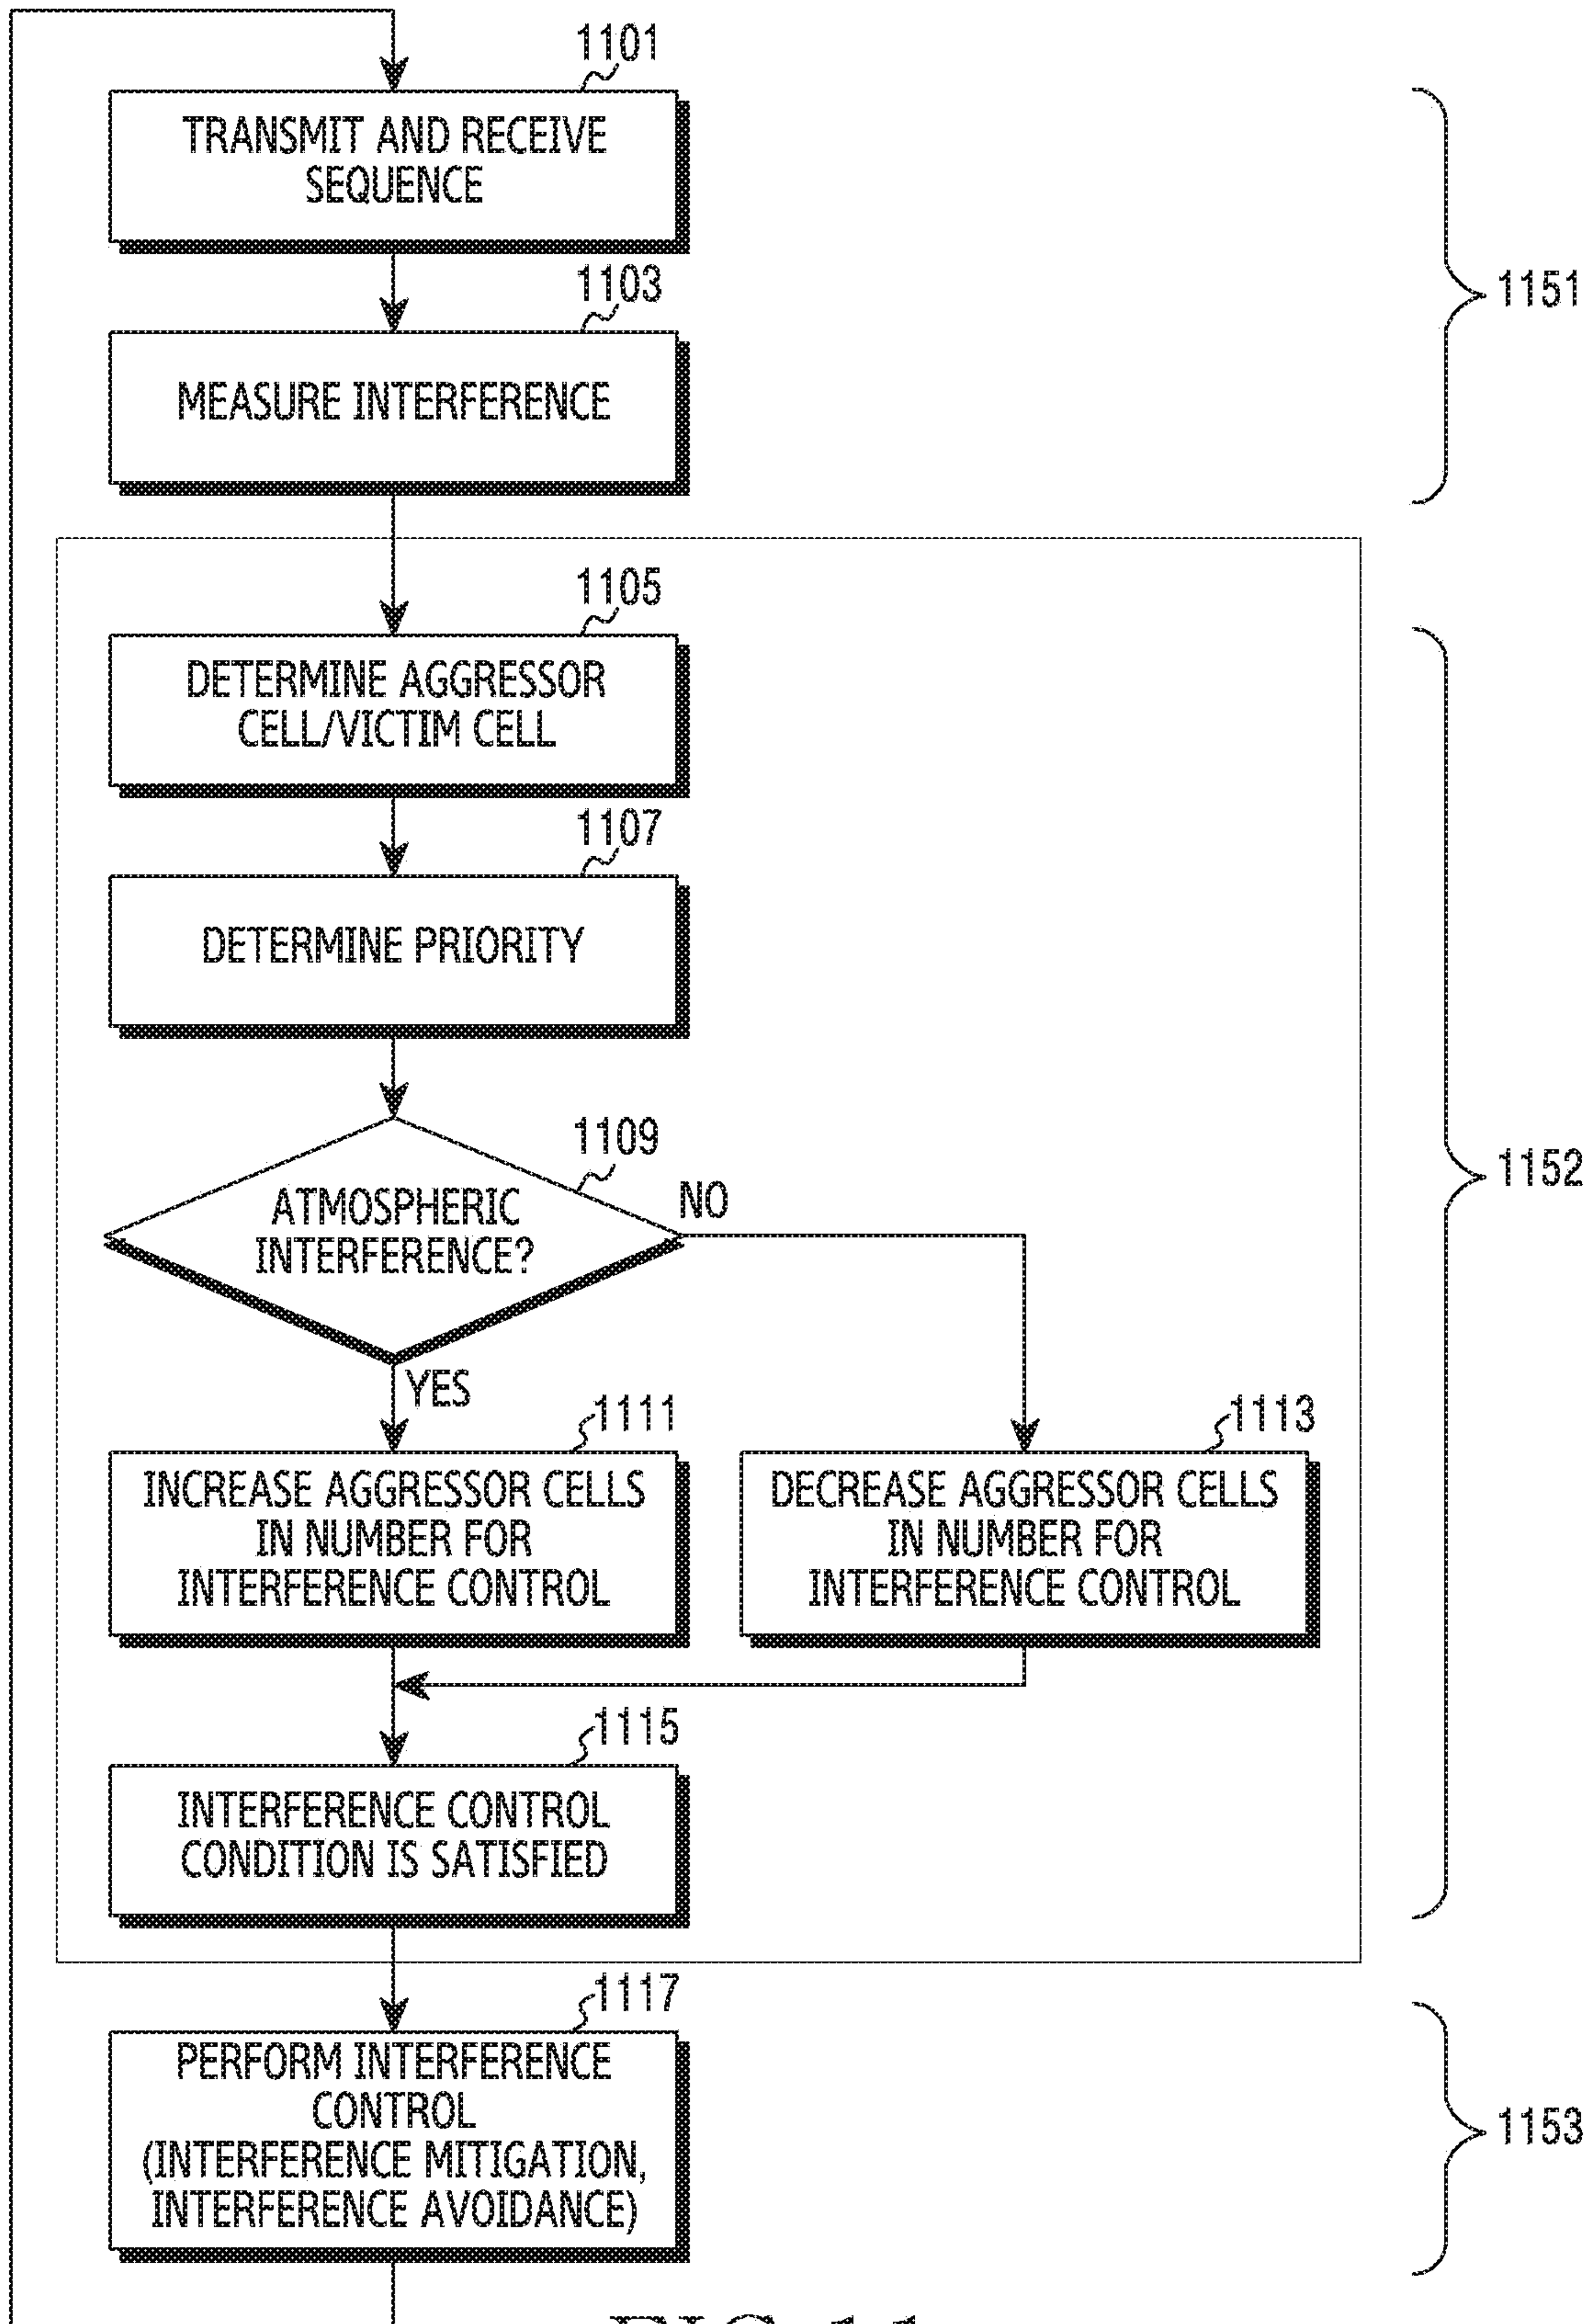 1101
TRANSMIT AND RECEIVE
SEQUENCE
1103
MEASURE INTERFERENCE
1151
1105
DETERMINE AGGRESSOR
CELL/VICTIM CELL
1107
DETERMINE PRIORITY
1109
ATMOSPHERIC
INTERFERENCE?
NO
YES
1152
1111
INCREASE AGGRESSOR CELLS
IN NUMBER FOR
INTERFERENCE CONTROL
1113
DECREASE AGGRESSOR CELLS
IN NUMBER FOR
INTERFERENCE CONTROL
1115
INTERFERENCE CONTROL
CONDITION IS SATISFIED
1117
PERFORM INTERFERENCE
CONTROL
(INTERFERENCE MITIGATION,
INTERFERENCE AVOIDANCE)
1153